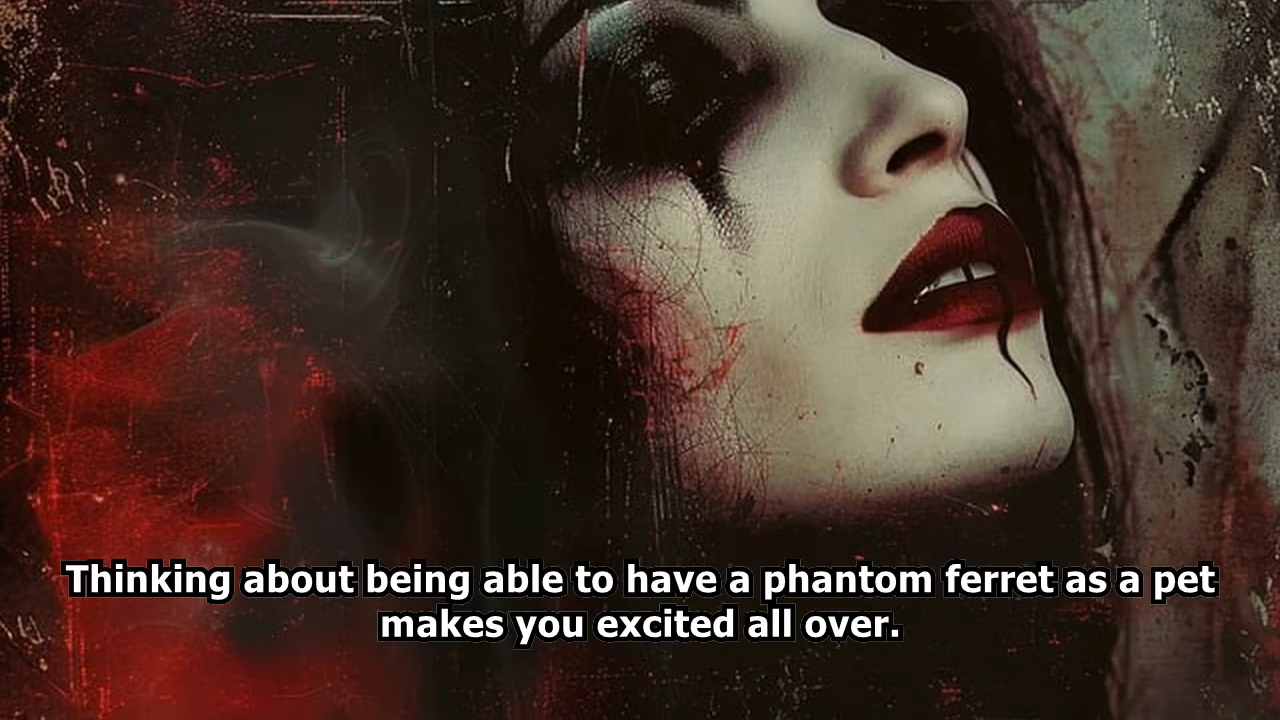 Thinking about being able to have a phantom ferret as a pet
makes you excited all over.